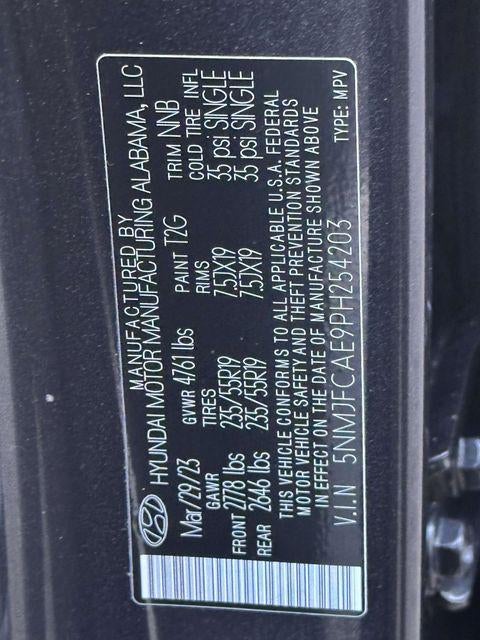 MANUFACTURED BY
HYUNDAI MOTOR MANUFACTURING ALABAMA, LLC
Mar/29/23 GVWR 4761 lbs PAINT T2G TRIM NNB
GAWR TIRES RIMS COLD TIRE INFL
FRONT 2778 lbs 235/55R19 7.5JX19 35 psi SINGLE
REAR 2646 lbs 235/55R19 7.5JX19 35 psi SINGLE
THIS VEHICLE CONFORMS TO ALL APPLICABLE U.S.A. FEDERAL
MOTOR VEHICLE SAFETY AND THEFT PREVENTION STANDARDS
IN EFFECT ON THE DATE OF MANUFACTURE SHOWN ABOVE
V.I.N 5NMJFCAE9PH254203 TYPE: MPV